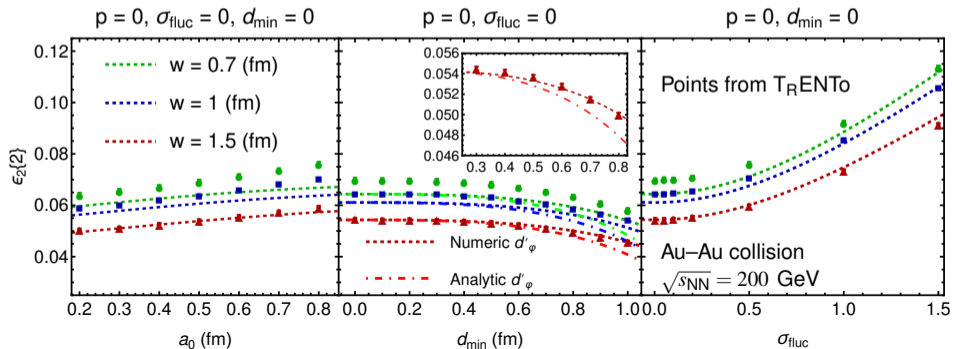 p = 0, σfluc = 0, dmin = 0
p = 0, σfluc = 0
p = 0, dmin = 0
ϵ2{2}
0.12
0.10
0.08
0.06
0.04
w = 0.7 (fm)
w = 1 (fm)
w = 1.5 (fm)
0.2 0.3 0.4 0.5 0.6 0.7 0.8
a0 (fm)
0.056
0.054
0.052
0.050
0.048
0.046
0.3 0.4 0.5 0.6 0.7 0.8
Numeric d′φ
Analytic d′φ
0.0 0.2 0.4 0.6 0.8 1.0
dmin (fm)
Points from TRENTo
Au–Au collision
√sNN = 200 GeV
0.0 0.5 1.0 1.5
σfluc